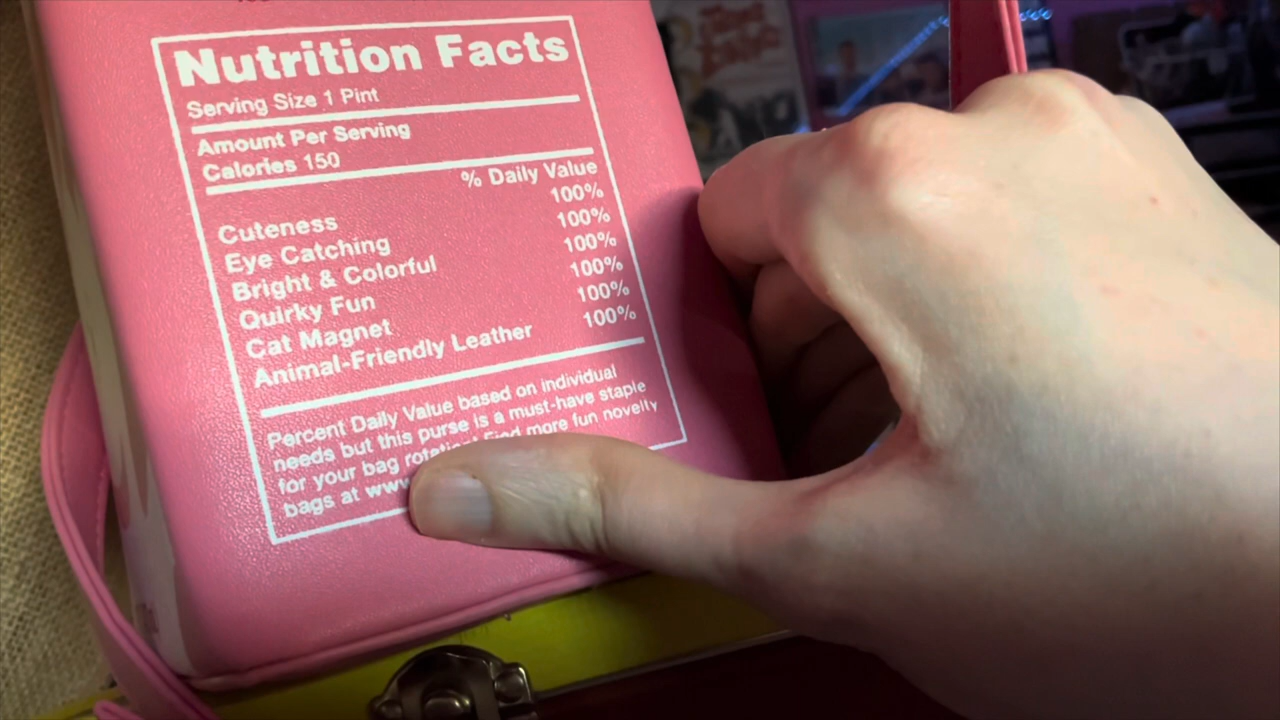 Nutrition Facts
Serving Size 1 Pint
Amount Per Serving
Calories 150
% Daily Value
Cuteness 100%
Eye Catching 100%
Bright & Colorful 100%
Quirky Fun 100%
Cat Magnet 100%
Animal-Friendly Leather 100%
Percent Daily Value based on individual
needs but this purse is a must-have staple
for your bag rotation! Find more fun novelty
bags at www